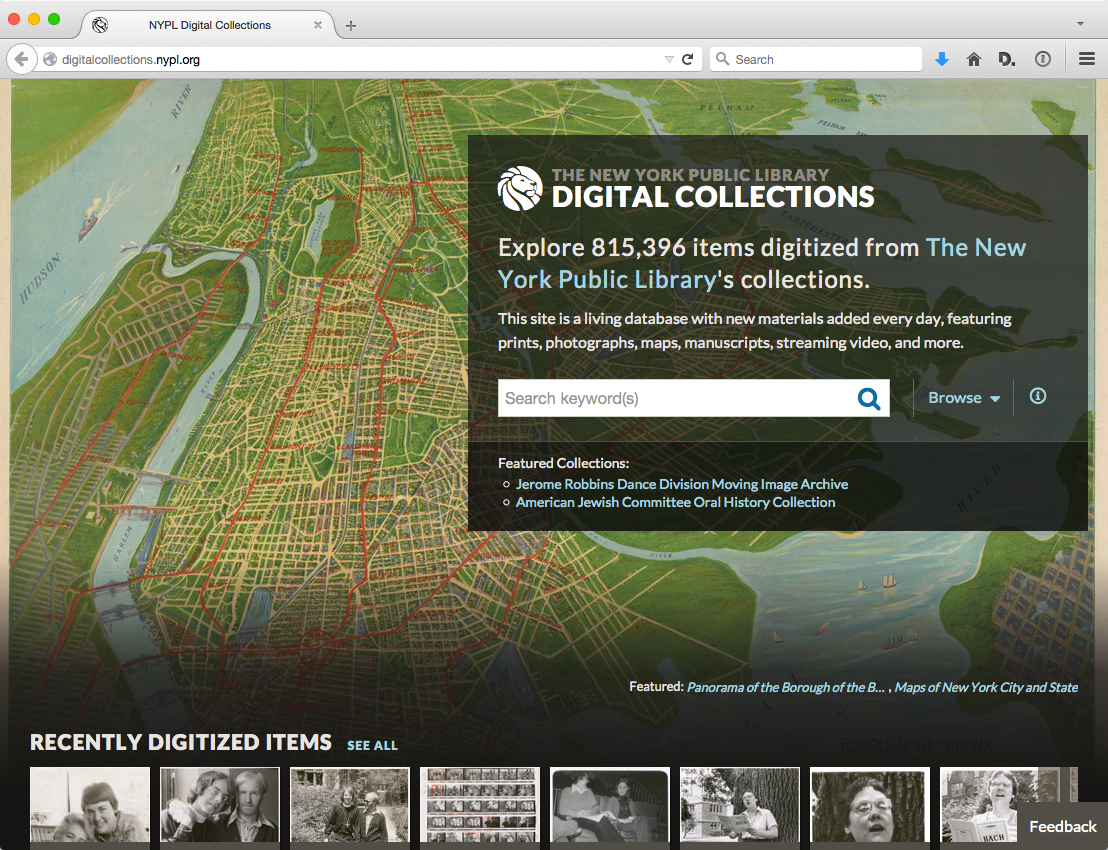 NYPL Digital Collections
digitalcollections.nypl.org
Search
RIVER
PELHAM
HUDSON
THE NEW YORK PUBLIC LIBRARY
DIGITAL COLLECTIONS
Explore 815,396 items digitized from The New
York Public Library's collections.
This site is a living database with new materials added every day, featuring
prints, photographs, maps, manuscripts, streaming video, and more.
Search keyword(s)
Browse
Featured Collections:
Jerome Robbins Dance Division Moving Image Archive
American Jewish Committee Oral History Collection
RIVER
RIVER
HARLEM
RIVER
Featured: Panorama of the Borough of the B... , Maps of New York City and State
BOROUGH OF BRONX
RECENTLY DIGITIZED ITEMS SEE ALL
BACH
Feedback